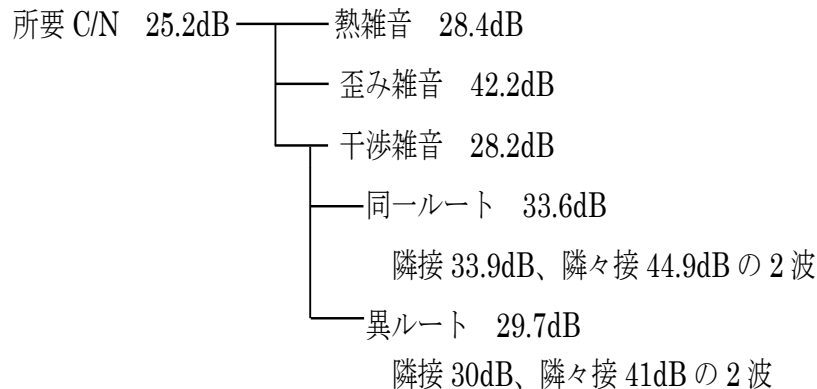 所要 C/N 25.2dB 熱雑音 28.4dB
歪み雑音 42.2dB
干渉雑音 28.2dB
同一ルート 33.6dB
隣接 33.9dB、隣々接 44.9dB の 2 波
異ルート 29.7dB
隣接 30dB、隣々接 41dB の 2 波